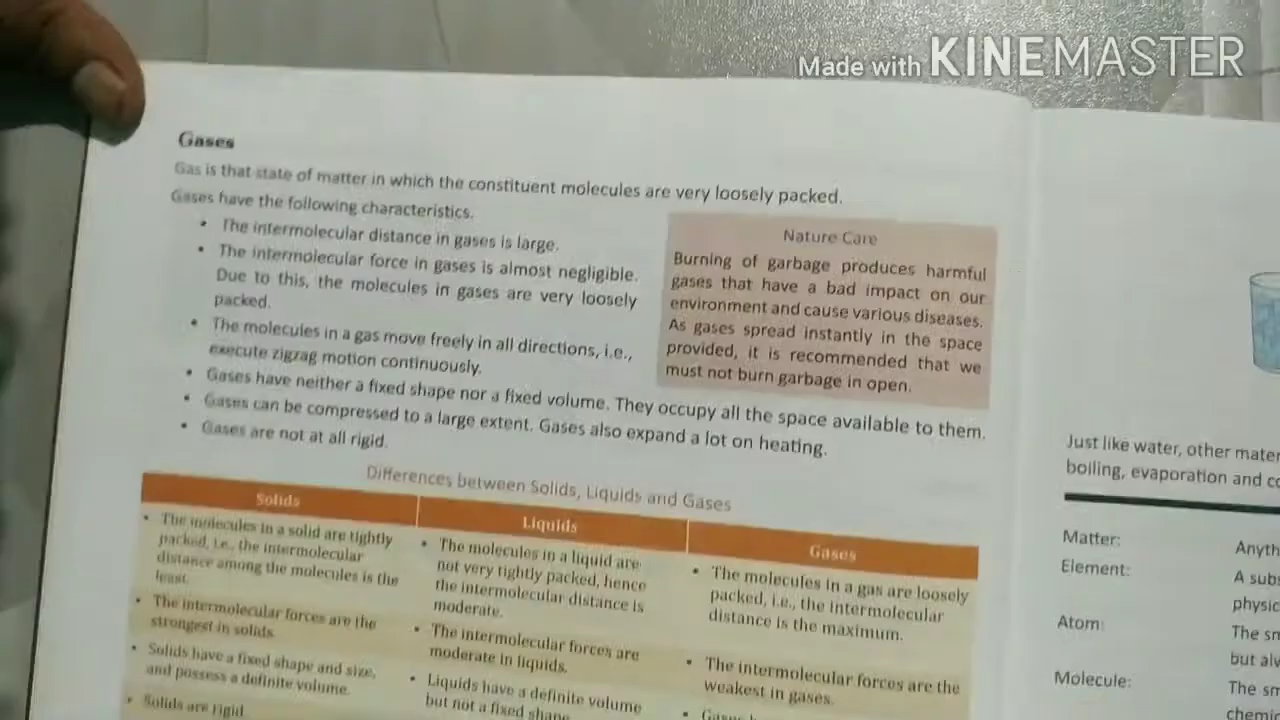 Made with KINEMASTER
Gases
Gas is that state of matter in which the constituent molecules are very loosely packed.
Gases have the following characteristics.
• The intermolecular distance in gases is large.
• The intermolecular force in gases is almost negligible.
Due to this, the molecules in gases are very loosely
packed.
• The molecules in a gas move freely in all directions, i.e.,
execute zigzag motion continuously.
• Gases have neither a fixed shape nor a fixed volume. They occupy all the space available to them.
• Gases can be compressed to a large extent. Gases also expand a lot on heating.
• Gases are not at all rigid.
Nature Care
Burning of garbage produces harmful
gases that have a bad impact on our
environment and cause various diseases.
As gases spread instantly in the space
provided, it is recommended that we
must not burn garbage in open.
Differences between Solids, Liquids and Gases
Solids
• The molecules in a solid are tightly
packed, i.e., the intermolecular
distance among the molecules is the
least.
• The intermolecular forces are the
strongest in solids.
• Solids have a fixed shape and size,
and possess a definite volume.
• Solids are rigid
Liquids
• The molecules in a liquid are
not very tightly packed, hence
the intermolecular distance is
moderate.
• The intermolecular forces are
moderate in liquids.
• Liquids have a definite volume
but not a fixed shape
Gases
• The molecules in a gas are loosely
packed, i.e., the intermolecular
distance is the maximum.
• The intermolecular forces are the
weakest in gases.
• Gases
Just like water, other mater
boiling, evaporation and co
Matter: Anyth
Element: A subs
physic
Atom: The sm
but alw
Molecule: The sm
chemic